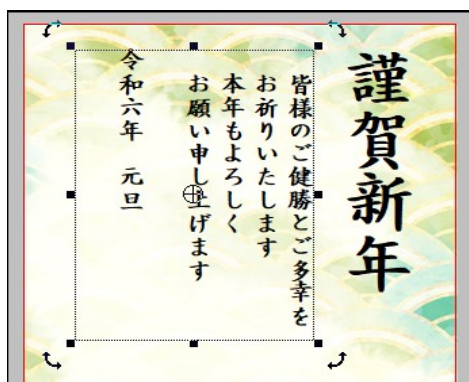 謹賀新年
皆様のご健勝とご多幸を
お祈りいたします
本年もよろしく
お願い申し上げます
令和六年　元旦